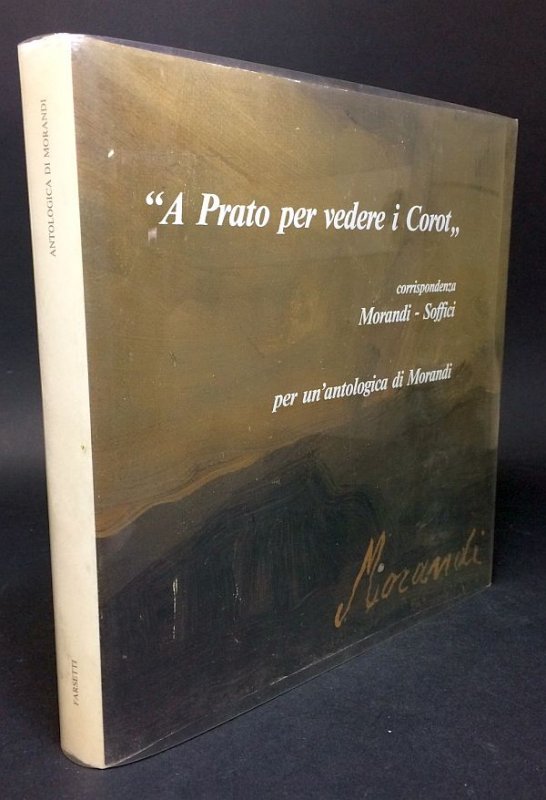 ANTOLOGICA DI MORANDI
FARSETTI
“A Prato per vedere i Corot„
corrispondenza
Morandi - Soffici
per un'antologica di Morandi
Morandi